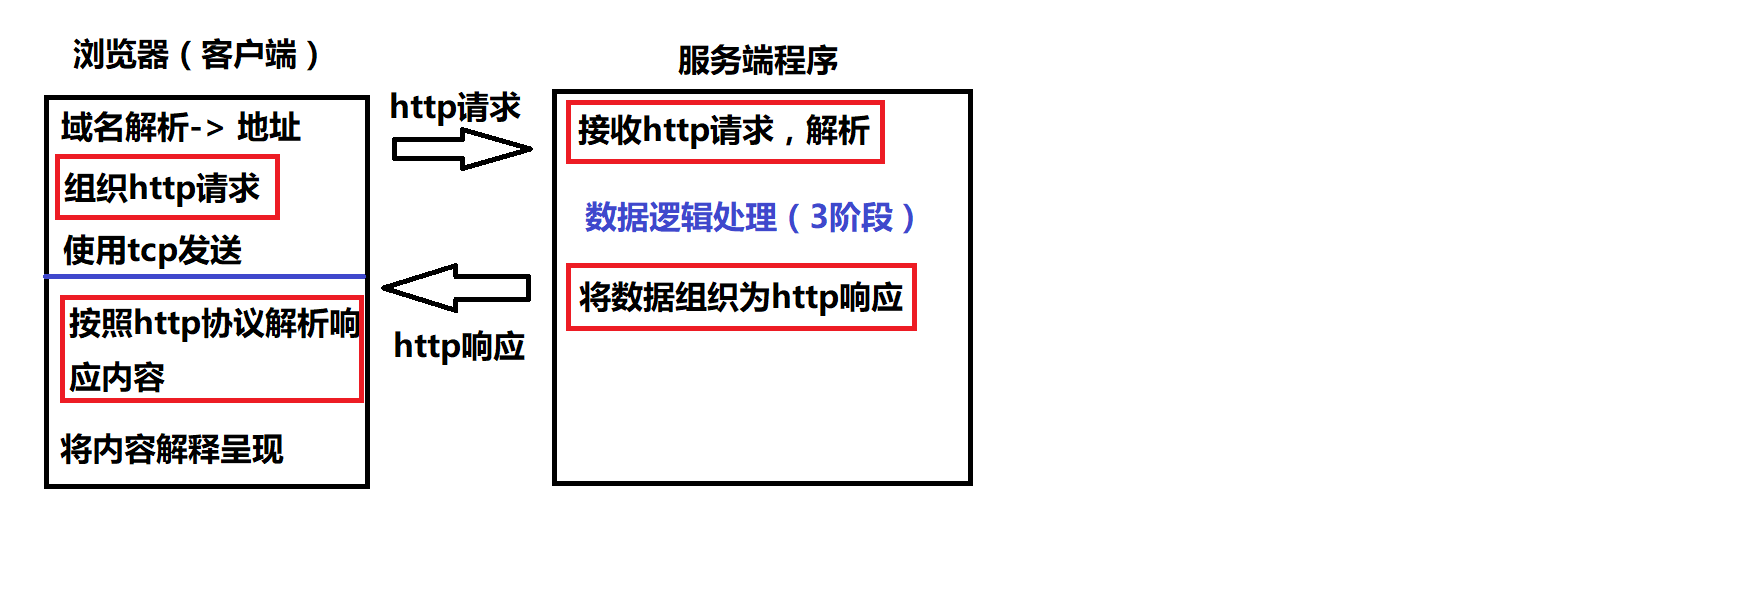 浏览器（客户端）
域名解析-> 地址
组织http请求
使用tcp发送
按照http协议解析响
应内容
将内容解释呈现
http请求
http响应
服务端程序
接收http请求，解析
数据逻辑处理（3阶段）
将数据组织为http响应